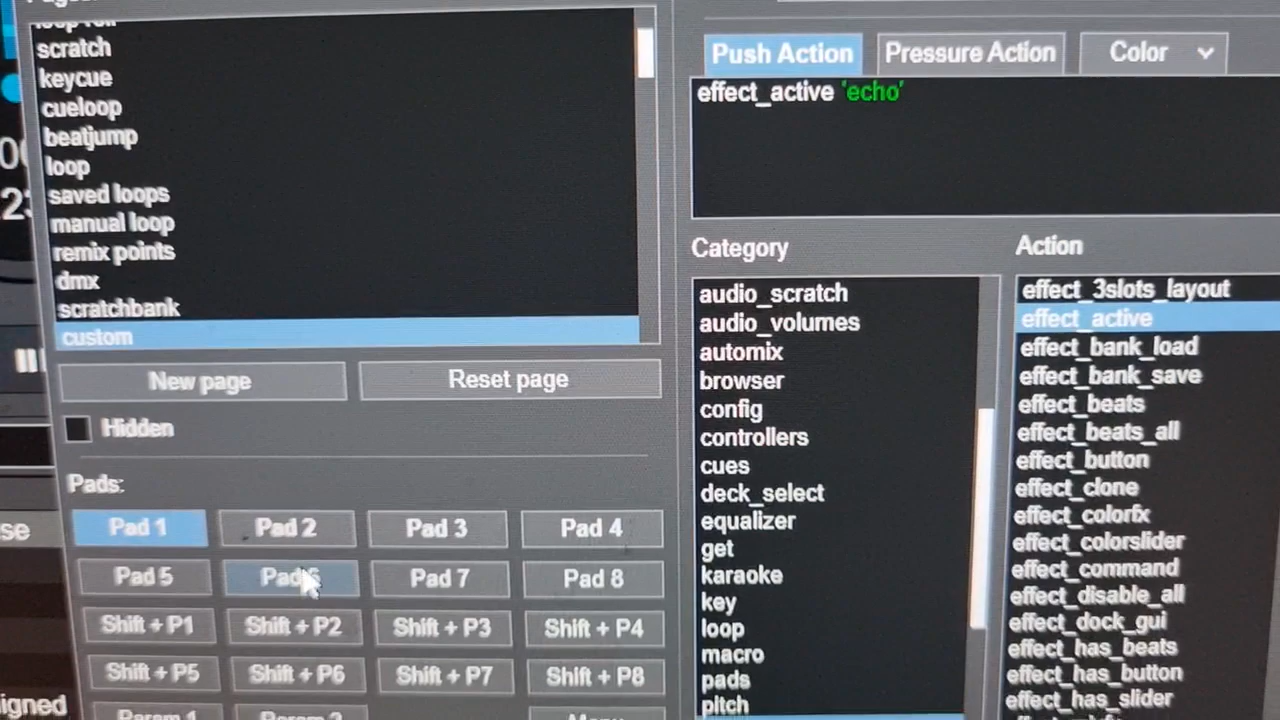 scratch
keycue
cueloop
beatjump
loop
saved loops
manual loop
remix points
dmx
scratchbank
custom
New page
Reset page
Hidden
Pads:
Pad 1
Pad 2
Pad 3
Pad 4
Pad 5
Pad 6
Pad 7
Pad 8
Shift + P1
Shift + P2
Shift + P3
Shift + P4
Shift + P5
Shift + P6
Shift + P7
Shift + P8
Push Action
Pressure Action
Color
effect_active 'echo'
Category
audio_scratch
audio_volumes
automix
browser
config
controllers
cues
deck_select
equalizer
get
karaoke
key
loop
macro
pads
pitch
Action
effect_3slots_layout
effect_active
effect_bank_load
effect_bank_save
effect_beats
effect_beats_all
effect_button
effect_clone
effect_colorfx
effect_colorslider
effect_command
effect_disable_all
effect_dock_gui
effect_has_beats
effect_has_button
effect_has_slider